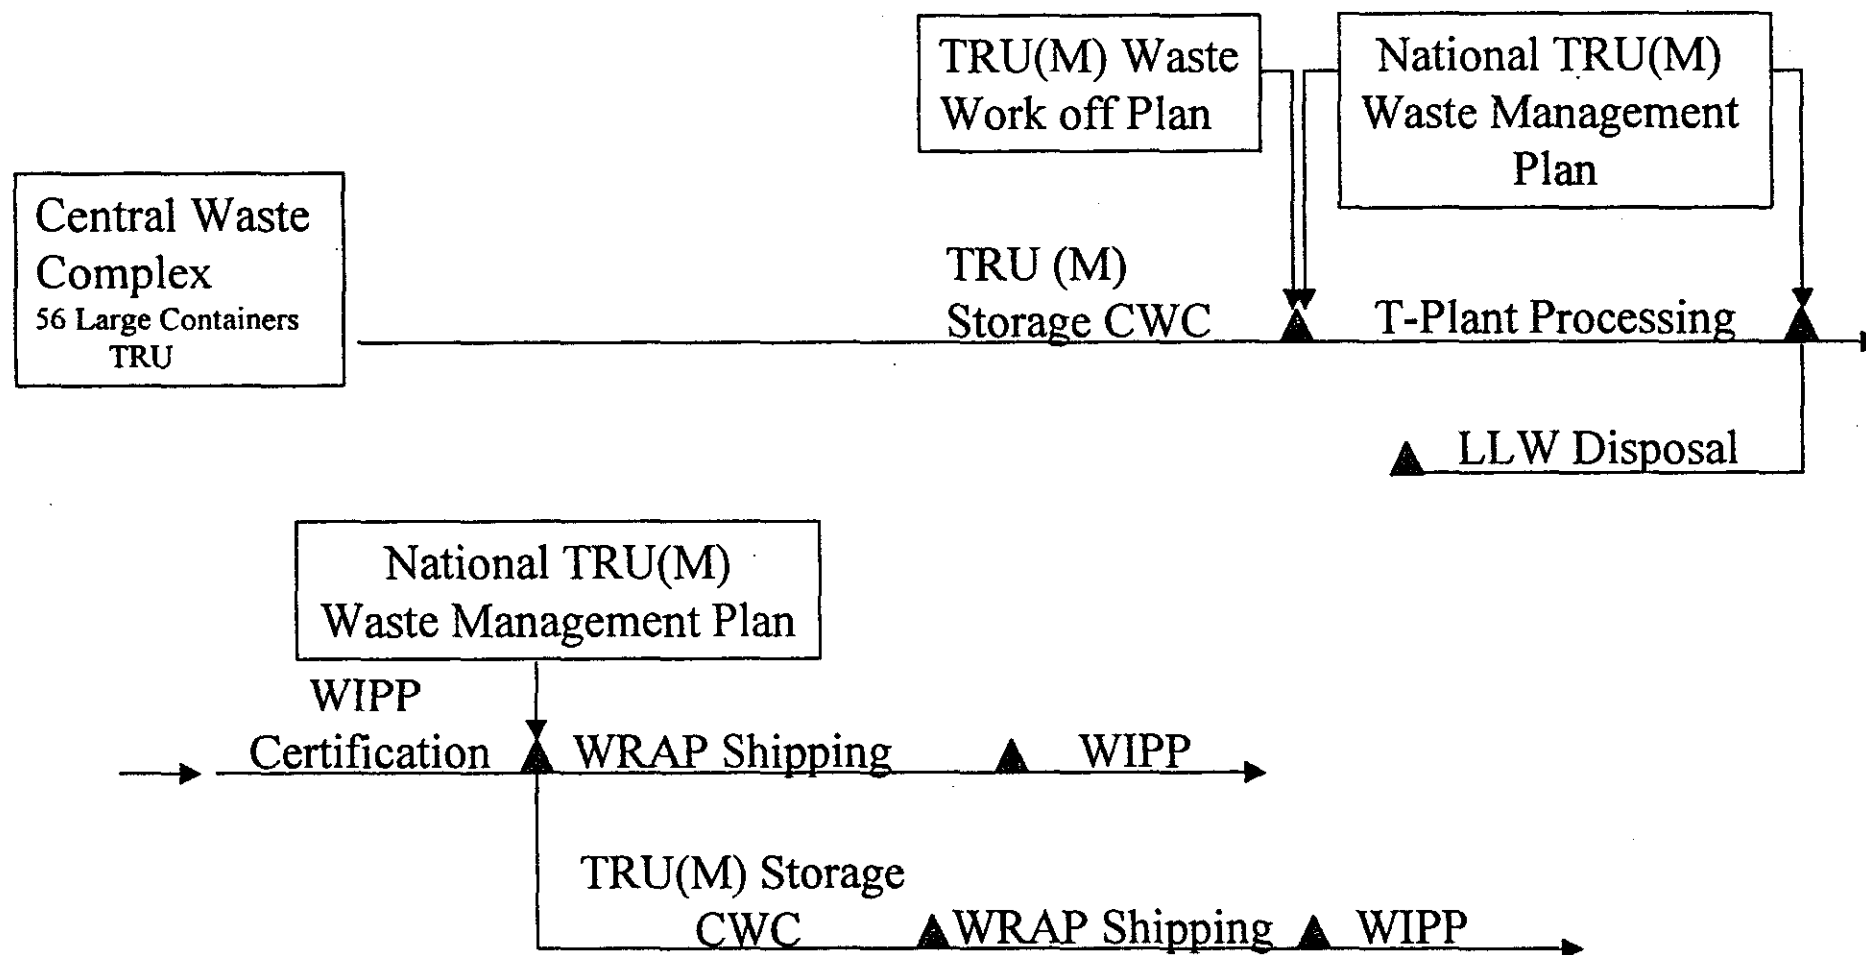 TRU(M) Waste
Work off Plan
National TRU(M)
Waste Management
Plan
Central Waste
Complex
56 Large Containers
TRU
TRU (M)
Storage CWC
T-Plant Processing
LLW Disposal
National TRU(M)
Waste Management Plan
WIPP
Certification
WRAP Shipping
WIPP
TRU(M) Storage
CWC
WRAP Shipping
WIPP